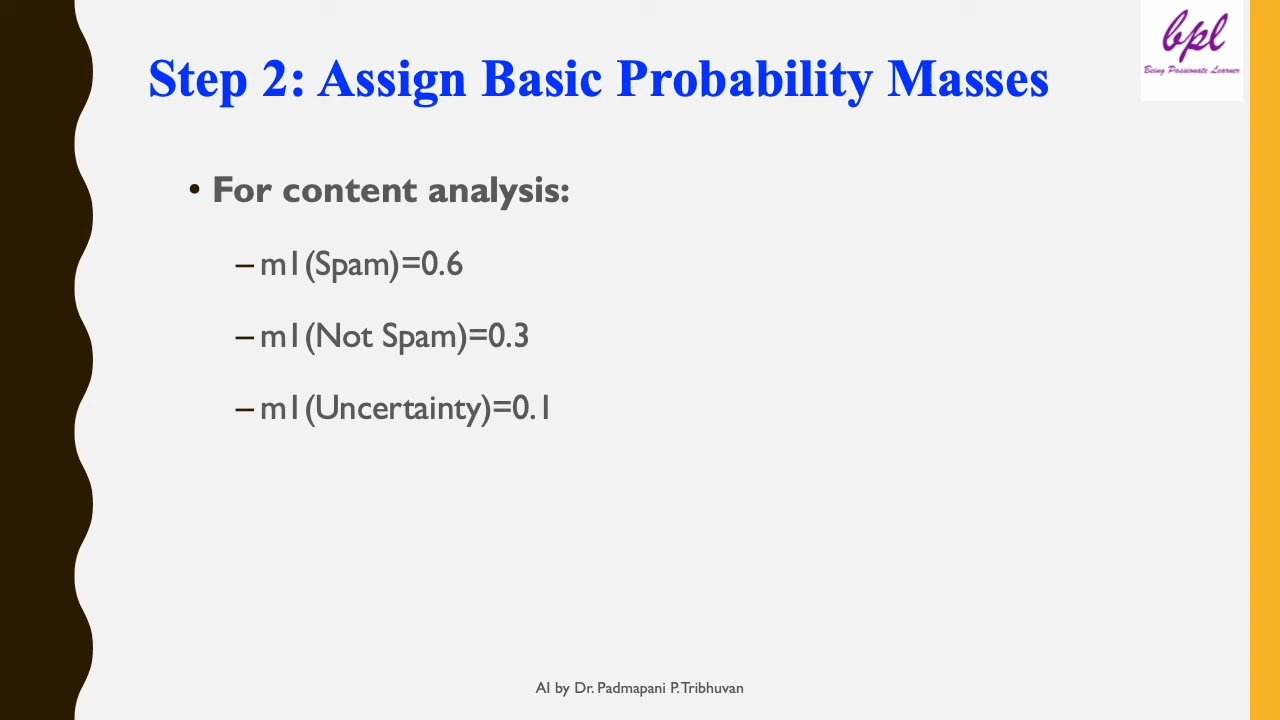 bpl
Being Passionate Learner
Step 2: Assign Basic Probability Masses
• For content analysis:
– m1(Spam)=0.6
– m1(Not Spam)=0.3
– m1(Uncertainty)=0.1
AI by Dr. Padmapani P. Tribhuvan